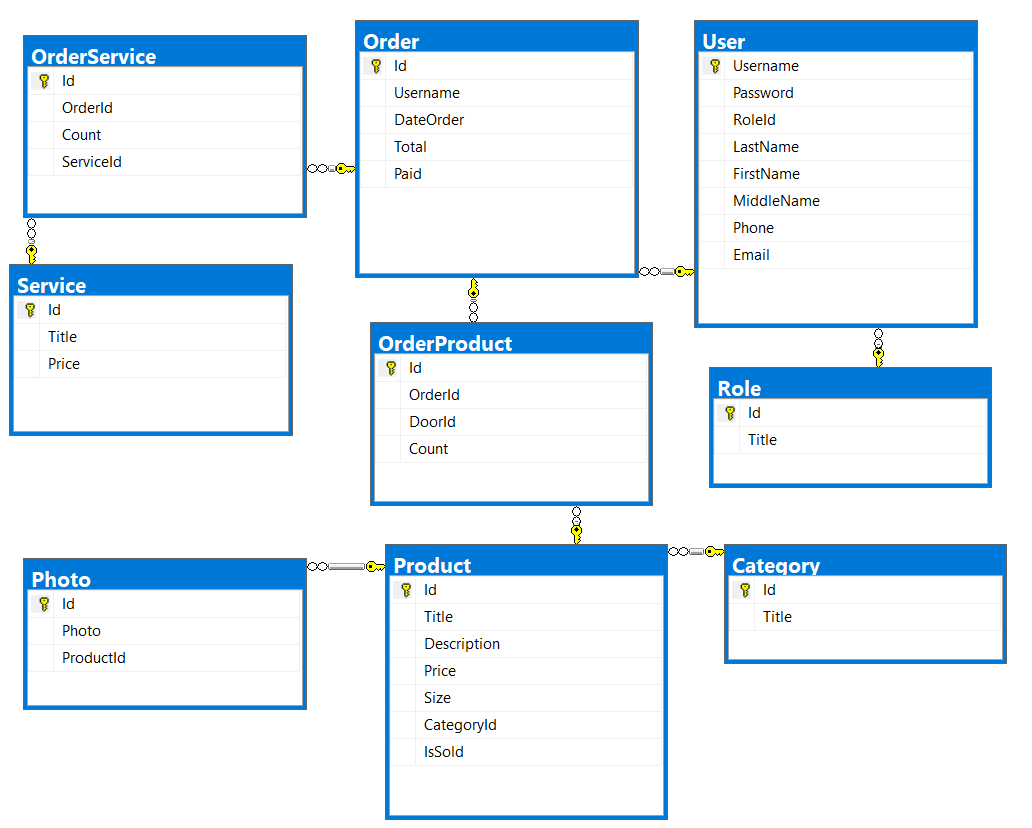 OrderService
Id
OrderId
Count
ServiceId
Order
Id
Username
DateOrder
Total
Paid
User
Username
Password
RoleId
LastName
FirstName
MiddleName
Phone
Email
Service
Id
Title
Price
OrderProduct
Id
OrderId
DoorId
Count
Role
Id
Title
Photo
Id
Photo
ProductId
Product
Id
Title
Description
Price
Size
CategoryId
IsSold
Category
Id
Title